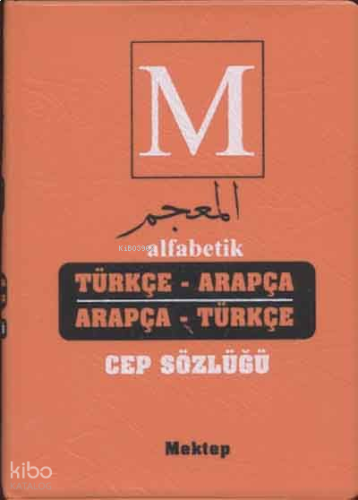 M
المعجم
alfabetik
TÜRKÇE - ARAPÇA
ARAPÇA - TÜRKÇE
CEP SÖZLÜĞÜ
Mektep
kibo